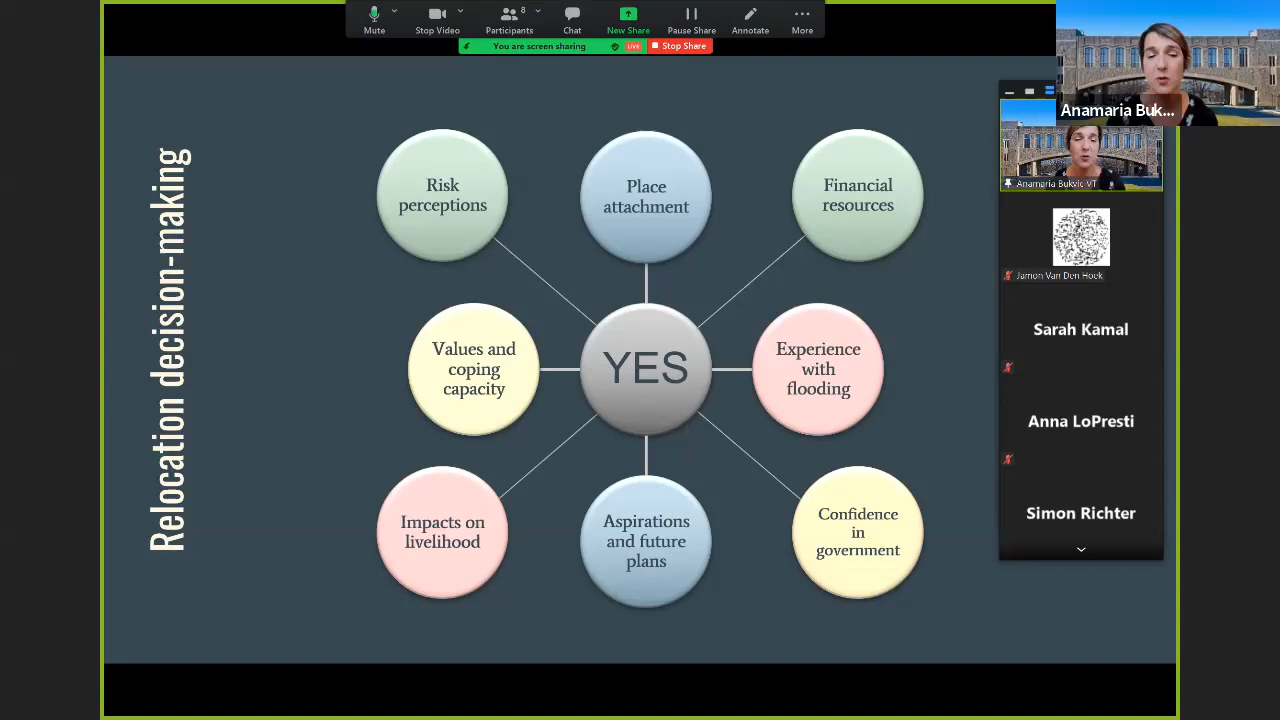 Mute
Stop Video
8
Participants
Chat
New Share
Pause Share
Annotate
More
You are screen sharing
LIVE
Stop Share
Anamaria Buk...
Anamaria Bukvic VT
Jamon Van Den Hoek
Sarah Kamal
Anna LoPresti
Simon Richter
Relocation decision-making
Risk
perceptions
Place
attachment
Financial
resources
Values and
coping
capacity
YES
Experience
with
flooding
Impacts on
livelihood
Aspirations
and future
plans
Confidence
in
government